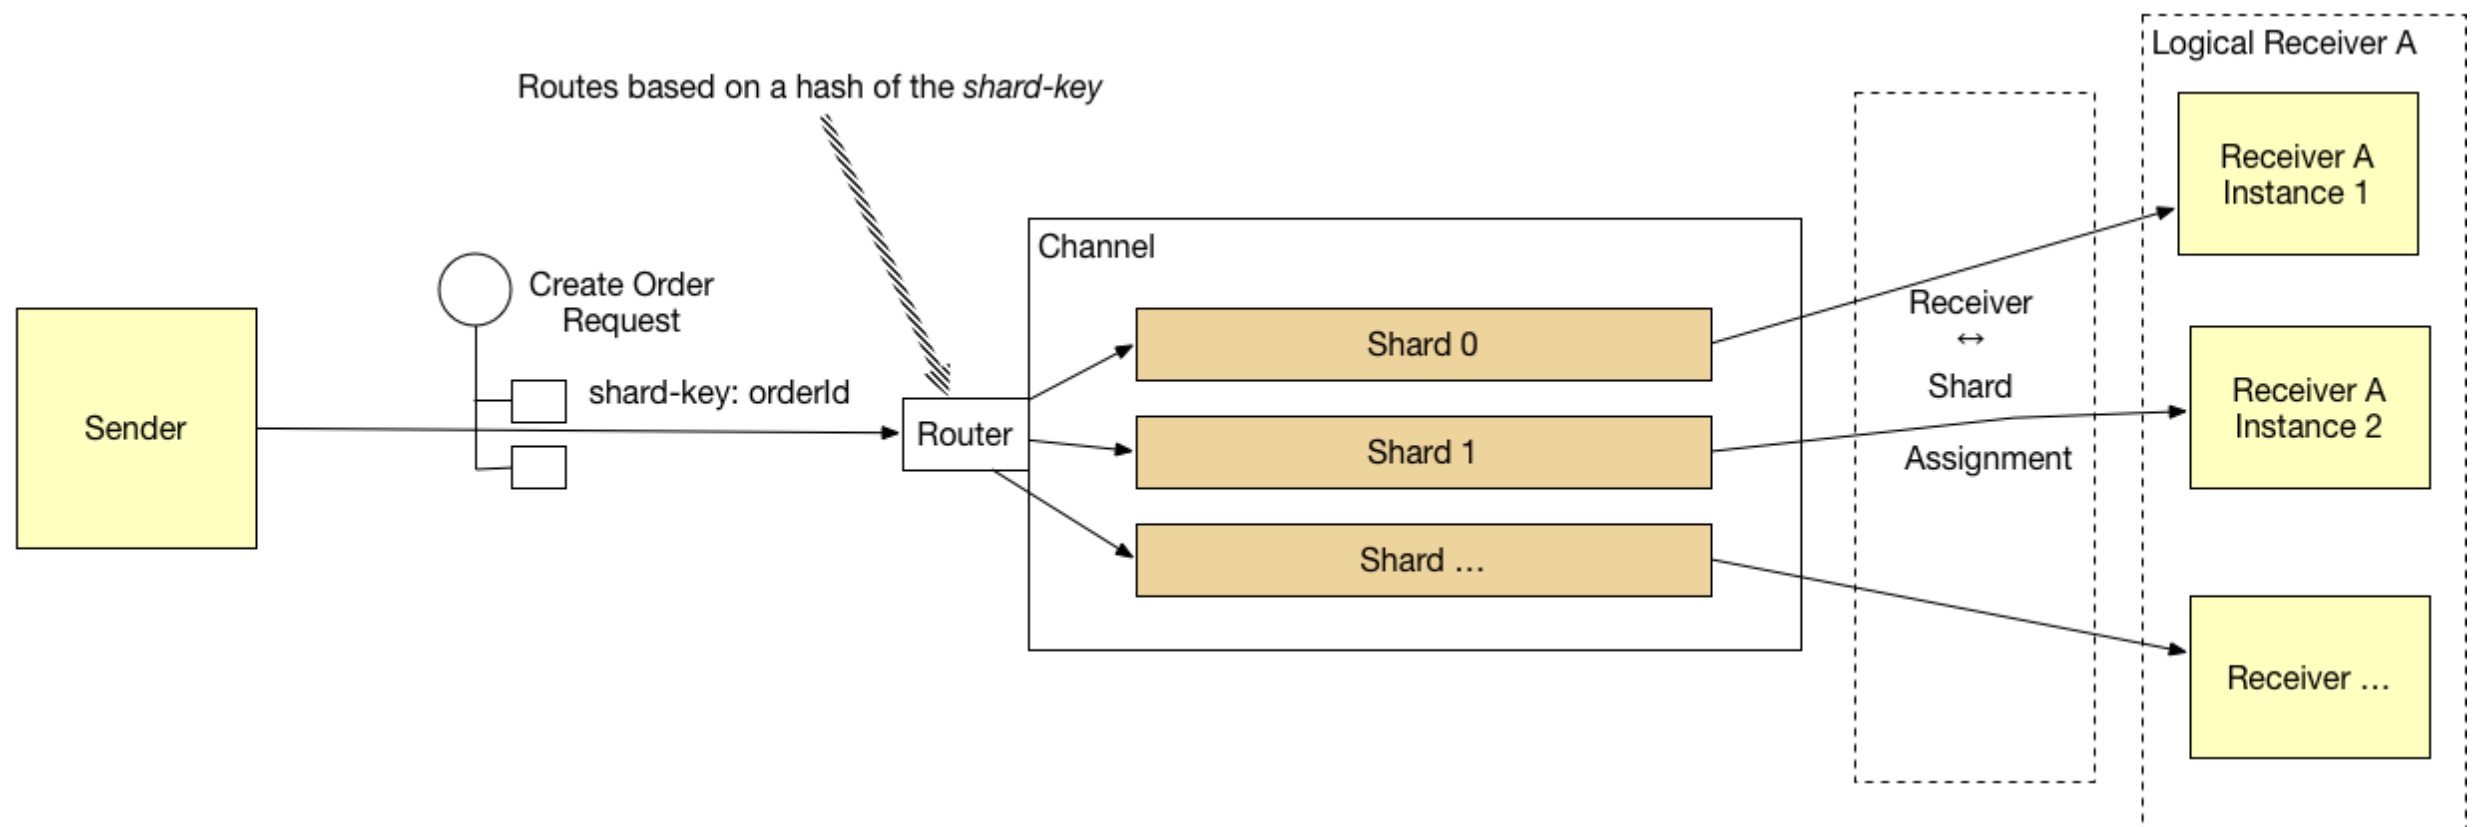 Logical Receiver A
Routes based on a hash of the shard-key
Receiver A
Instance 1
Channel
Create Order
Request
Receiver
↔
Shard
Assignment
Shard 0
shard-key: orderId
Sender
Router
Shard 1
Receiver A
Instance 2
Shard ...
Receiver ...